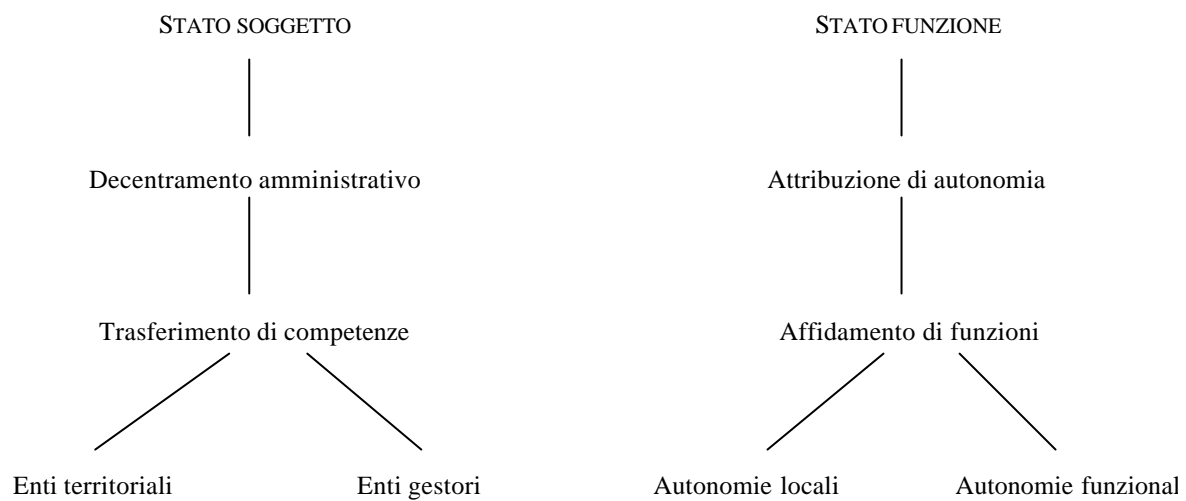 STATO SOGGETTO
STATO FUNZIONE
Decentramento amministrativo
Attribuzione di autonomia
Trasferimento di competenze
Affidamento di funzioni
Enti territoriali
Enti gestori
Autonomie locali
Autonomie funzional